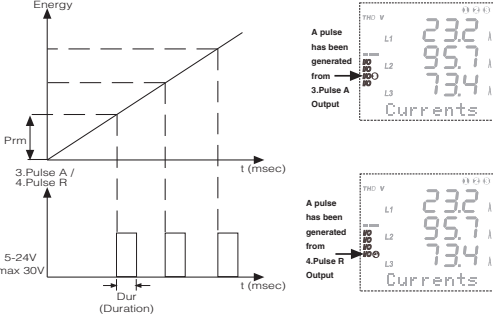 Energy
Prm
t (msec)
3.Pulse A /
4.Pulse R
5-24V
max 30V
t (msec)
Dur
(Duration)
A pulse
has been
generated
from
3.Pulse A
Output
THD V
L1 23.2
L2 95.7
L3 73.4
Currents
A pulse
has been
generated
from
4.Pulse R
Output
THD V
L1 23.2
L2 95.7
L3 73.4
Currents